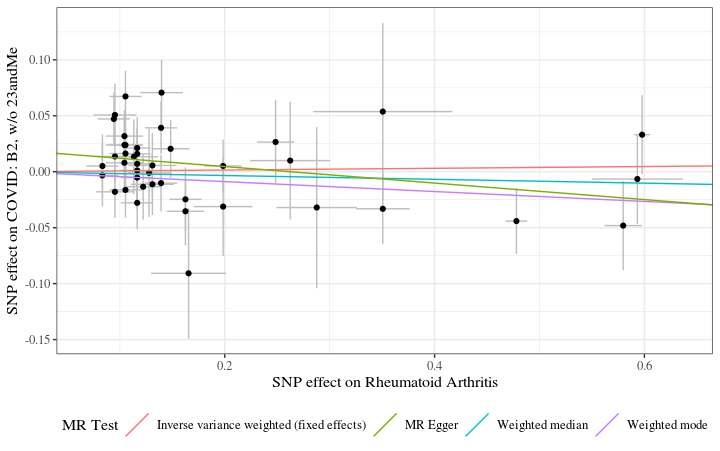 SNP effect on COVID: B2, w/o 23andMe
0.10
0.05
0.00
-0.05
-0.10
-0.15
0.2
0.4
0.6
SNP effect on Rheumatoid Arthritis
MR Test
Inverse variance weighted (fixed effects)
MR Egger
Weighted median
Weighted mode